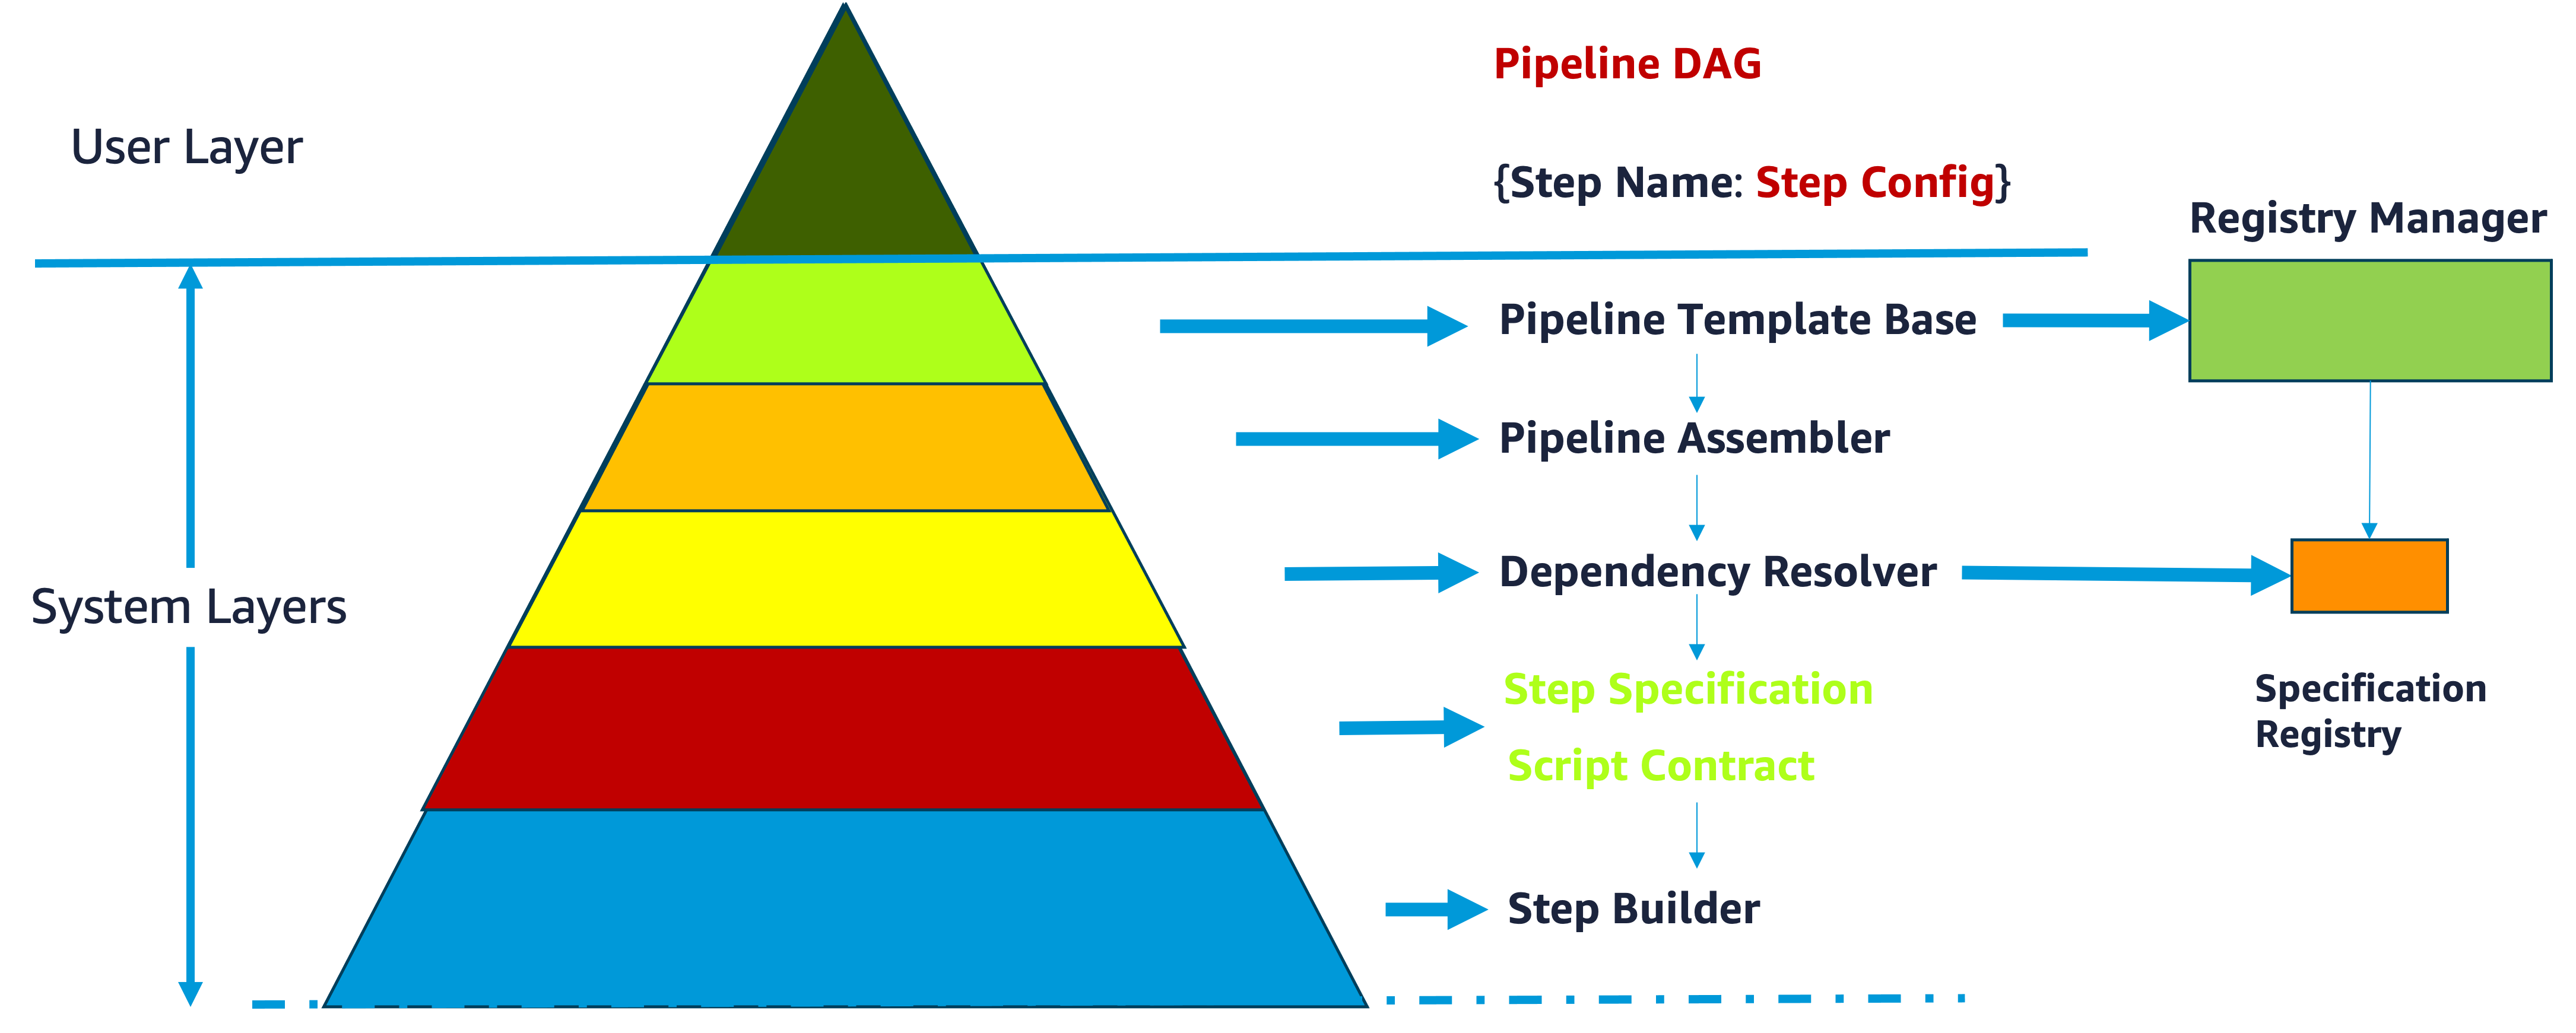 Pipeline DAG
User Layer
{Step Name: Step Config}
Registry Manager
Pipeline Template Base
Pipeline Assembler
Dependency Resolver
System Layers
Step Specification
Specification
Registry
Script Contract
Step Builder